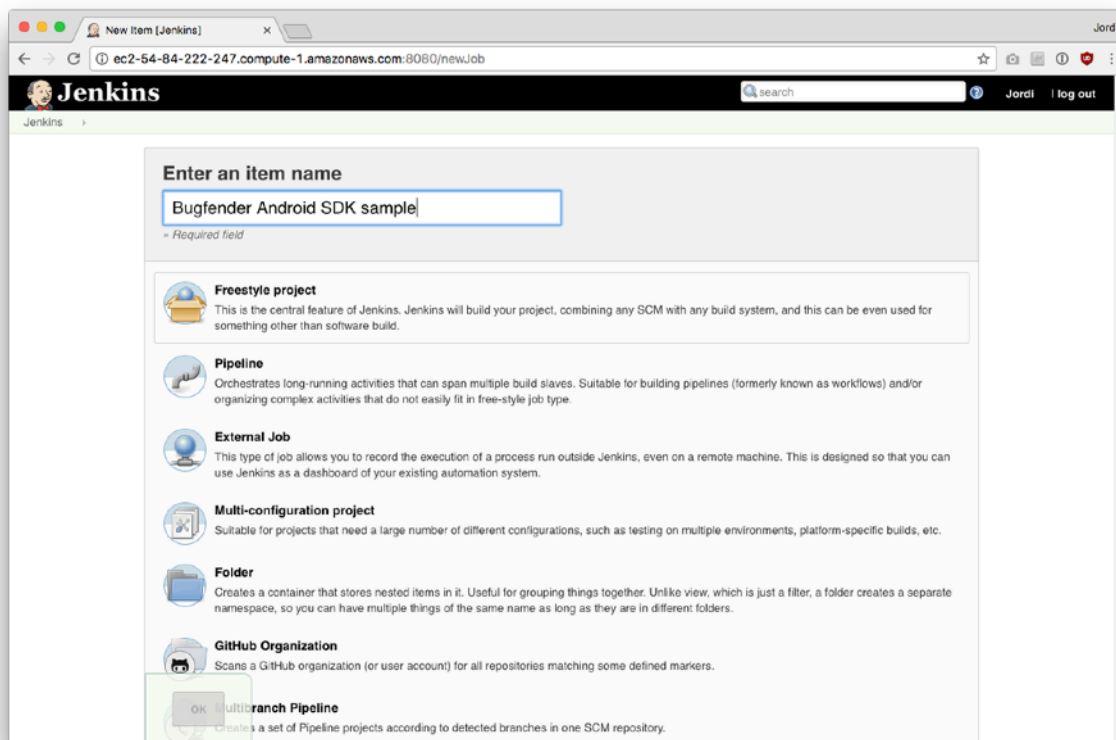 New Item [Jenkins]
Jord
ec2-54-84-222-247.compute-1.amazonaws.com:8080/newJob
Jenkins
search
Jordi | log out
Jenkins
Enter an item name
Bugfender Android SDK sample
» Required field
Freestyle project
This is the central feature of Jenkins. Jenkins will build your project, combining any SCM with any build system, and this can be even used for
something other than software build.
Pipeline
Orchestrates long-running activities that can span multiple build slaves. Suitable for building pipelines (formerly known as workflows) and/or
organizing complex activities that do not easily fit in free-style job type.
External Job
This type of job allows you to record the execution of a process run outside Jenkins, even on a remote machine. This is designed so that you can
use Jenkins as a dashboard of your existing automation system.
Multi-configuration project
Suitable for projects that need a large number of different configurations, such as testing on multiple environments, platform-specific builds, etc.
Folder
Creates a container that stores nested items in it. Useful for grouping things together. Unlike view, which is just a filter, a folder creates a separate
namespace, so you can have multiple things of the same name as long as they are in different folders.
GitHub Organization
Scans a GitHub organization (or user account) for all repositories matching some defined markers.
OK
Multibranch Pipeline
Creates a set of Pipeline projects according to detected branches in one SCM repository.